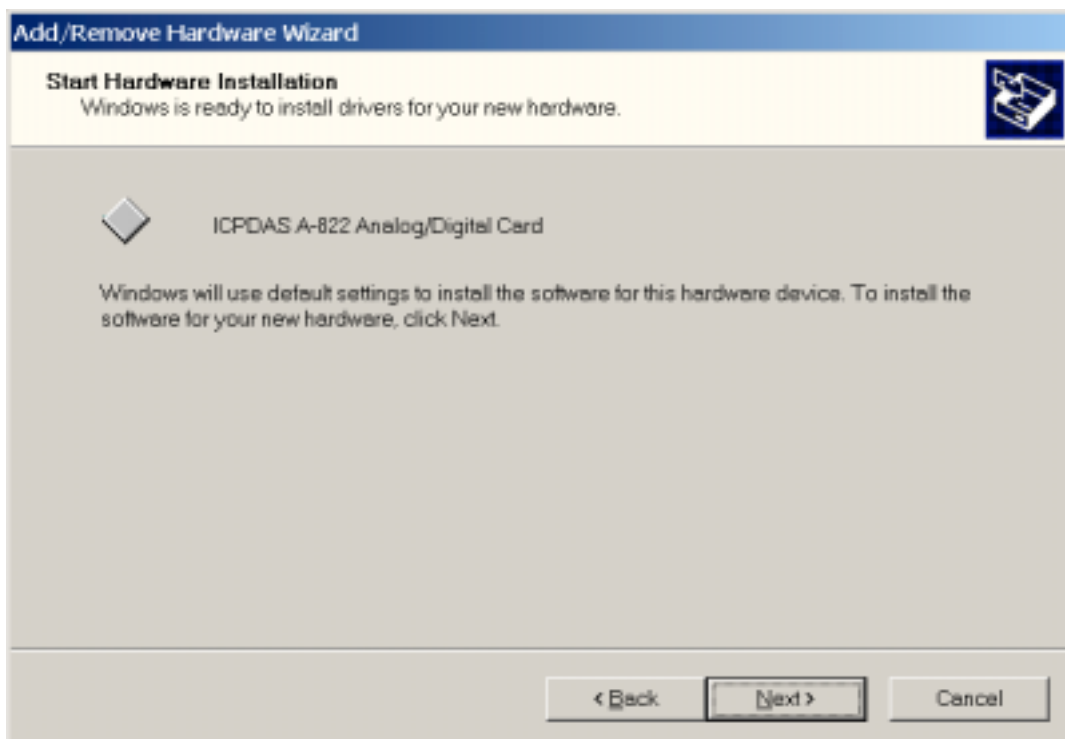 Add/Remove Hardware Wizard
Start Hardware Installation
Windows is ready to install drivers for your new hardware.
ICPDAS A-822 Analog/Digital Card
Windows will use default settings to install the software for this hardware device. To install the
software for your new hardware, click Next.
< Back
Next >
Cancel